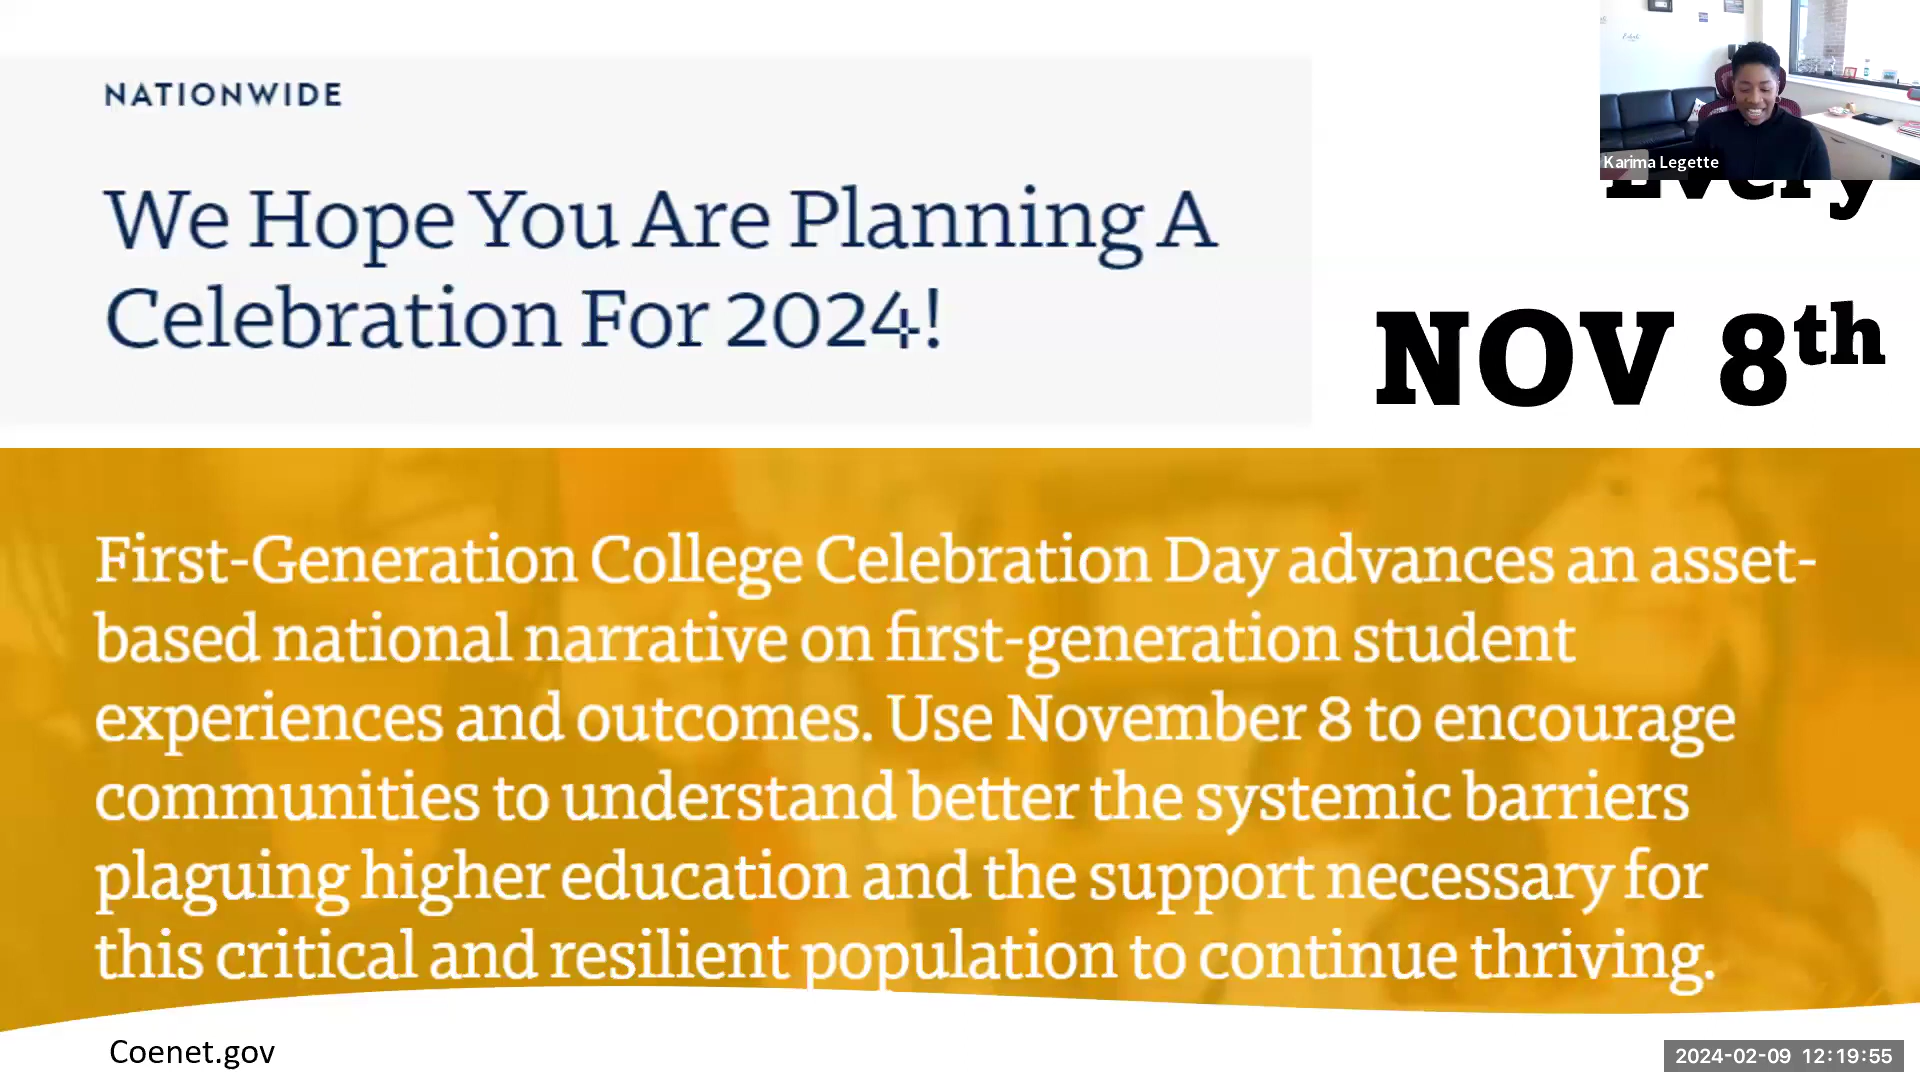 NATIONWIDE
We Hope You Are Planning A
Celebration For 2024!
Karima Legette
Every
NOV 8th
First-Generation College Celebration Day advances an asset-
based national narrative on first-generation student
experiences and outcomes. Use November 8 to encourage
communities to understand better the systemic barriers
plaguing higher education and the support necessary for
this critical and resilient population to continue thriving.
Coenet.gov
2024-02-09 12:19:55